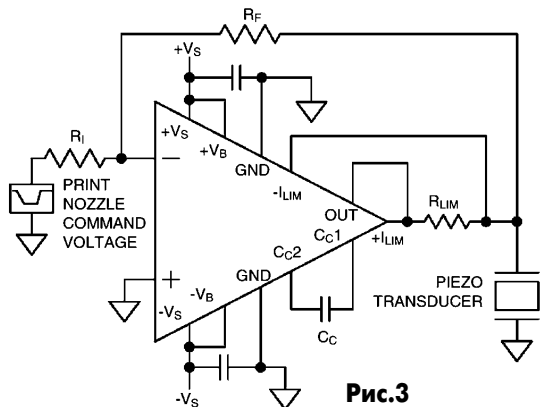 RF
+VS
RI
+VS
+VB
GND
-ILIM
−
PRINT
NOZZLE
COMMAND
VOLTAGE
OUT
RLIM
CC1
+ILIM
CC2
GND
+
-VB
-VS
CC
PIEZO
TRANSDUCER
-VS
Рис.3